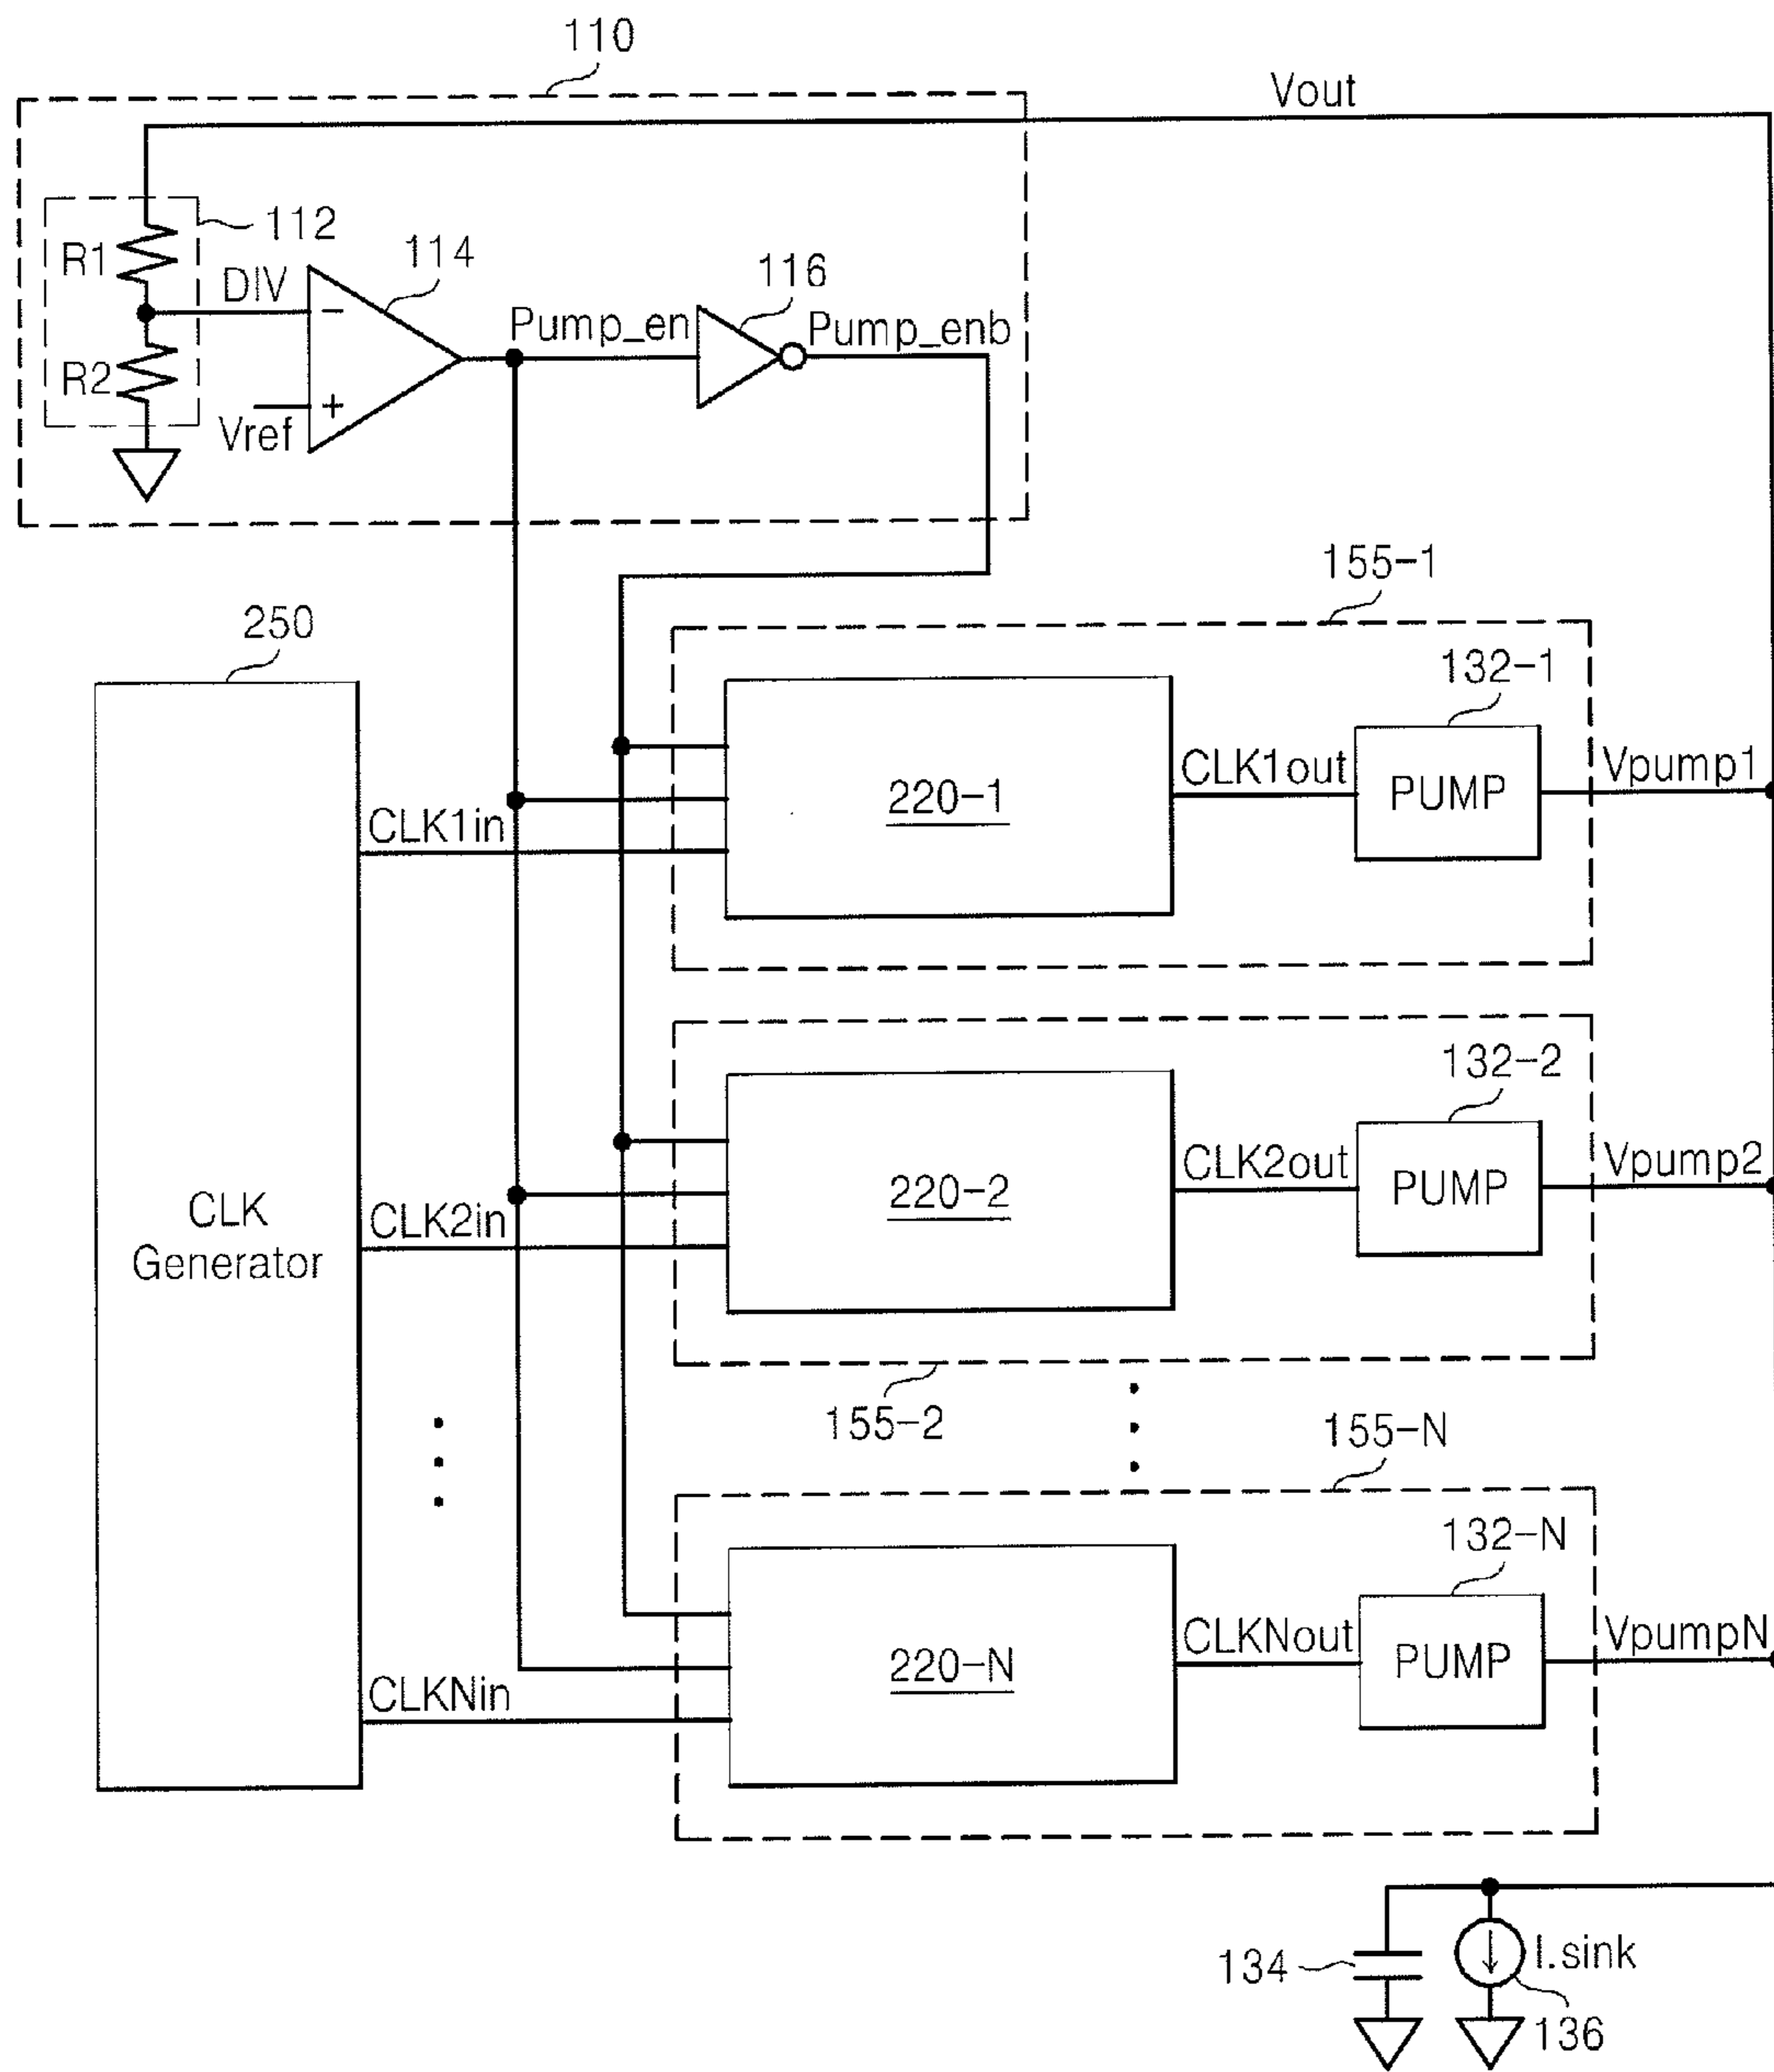 110
Vout
112
R1
DIV
114
116
Pump_en
Pump_enb
−
R2
+
Vref
155-1
250
132-1
CLK1out
Vpump1
220-1
PUMP
CLK1in
132-2
CLK2out
Vpump2
220-2
PUMP
CLK
Generator
CLK2in
155-2
155-N
132-N
CLKNout
VpumpN
220-N
PUMP
CLKNin
134
I.sink
136